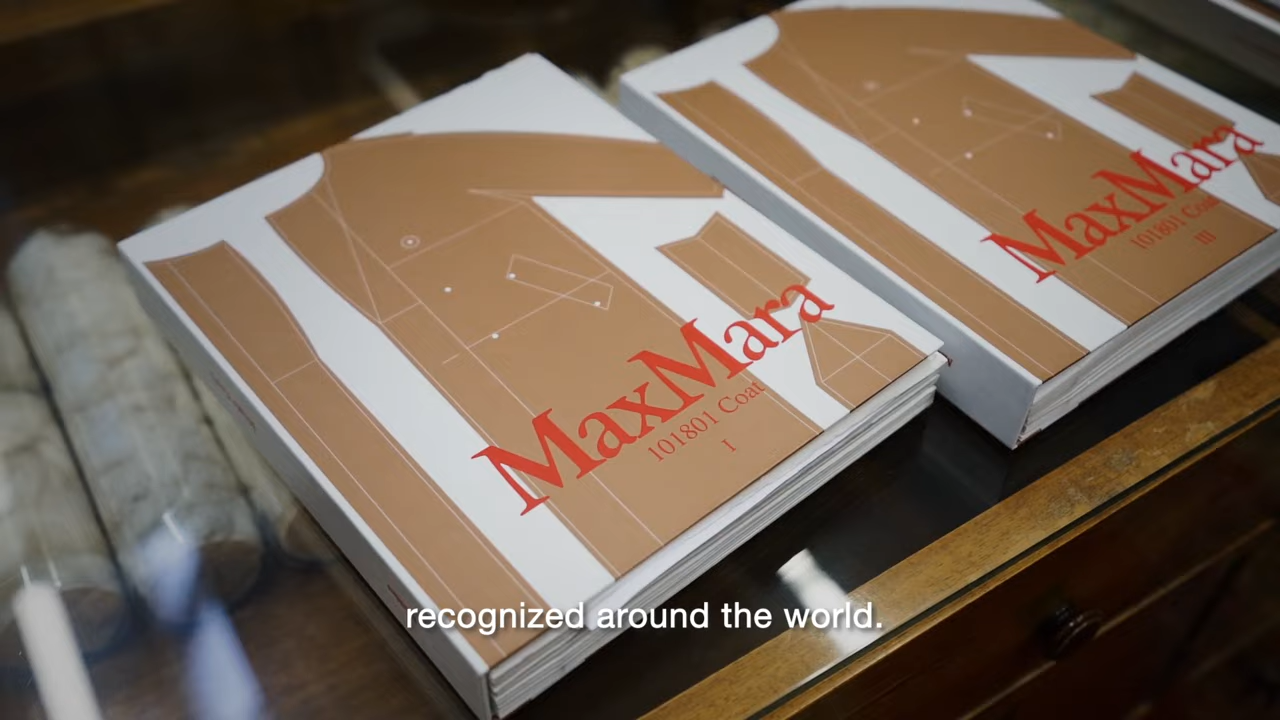 MaxMara
101801 Coat
I
MaxMara
101801 Coat
III
recognized around the world.